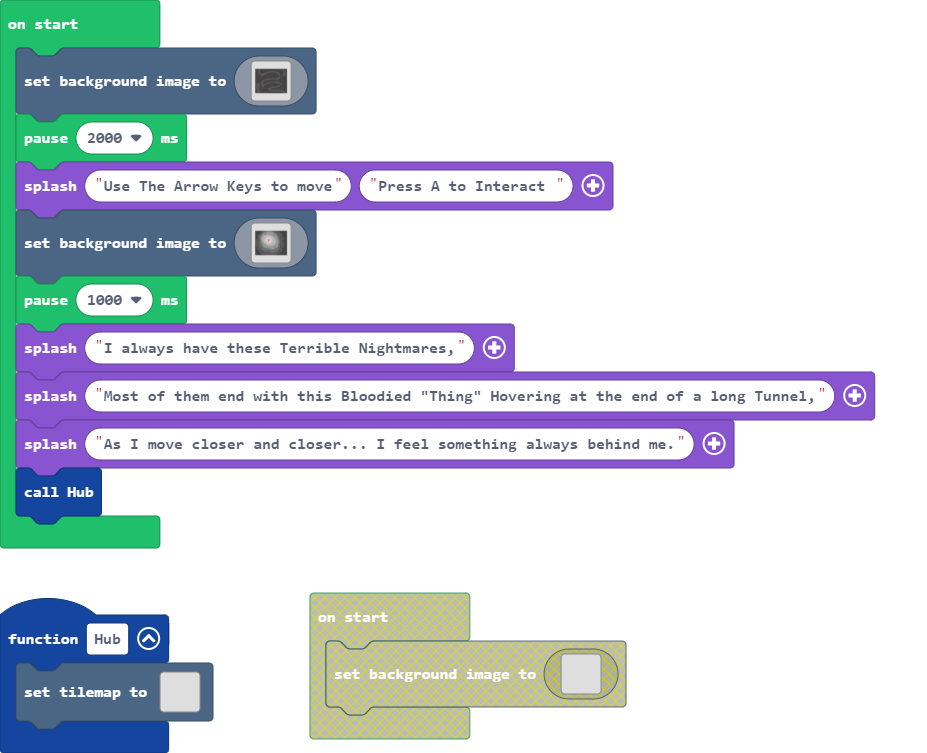 on start
set background image to
pause 2000 ms
splash "Use The Arrow Keys to move" "Press A to Interact "
set background image to
pause 1000 ms
splash "I always have these Terrible Nightmares,"
splash "Most of them end with this Bloodied "Thing" Hovering at the end of a long Tunnel,"
splash "As I move closer and closer... I feel something always behind me."
call Hub
function Hub
set tilemap to
on start
set background image to